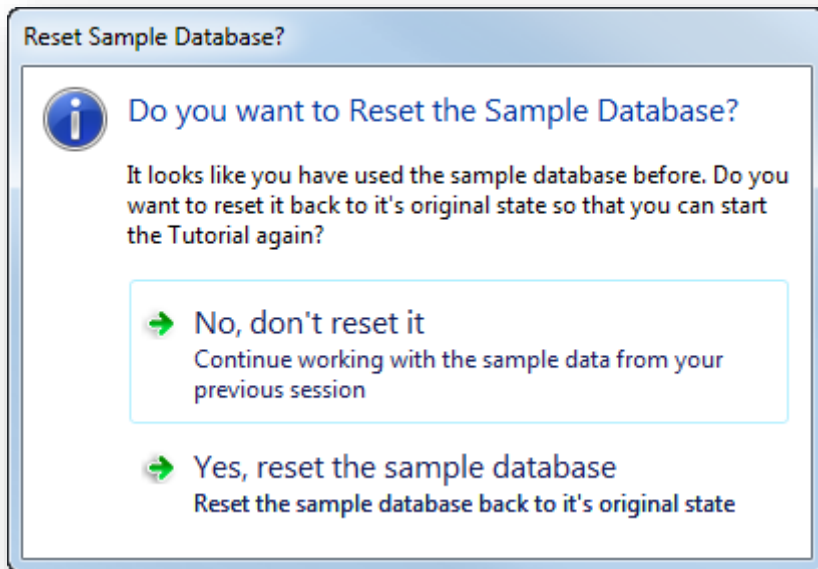 Reset Sample Database?
Do you want to Reset the Sample Database?
It looks like you have used the sample database before. Do you
want to reset it back to it's original state so that you can start
the Tutorial again?
No, don't reset it
Continue working with the sample data from your
previous session
Yes, reset the sample database
Reset the sample database back to it's original state